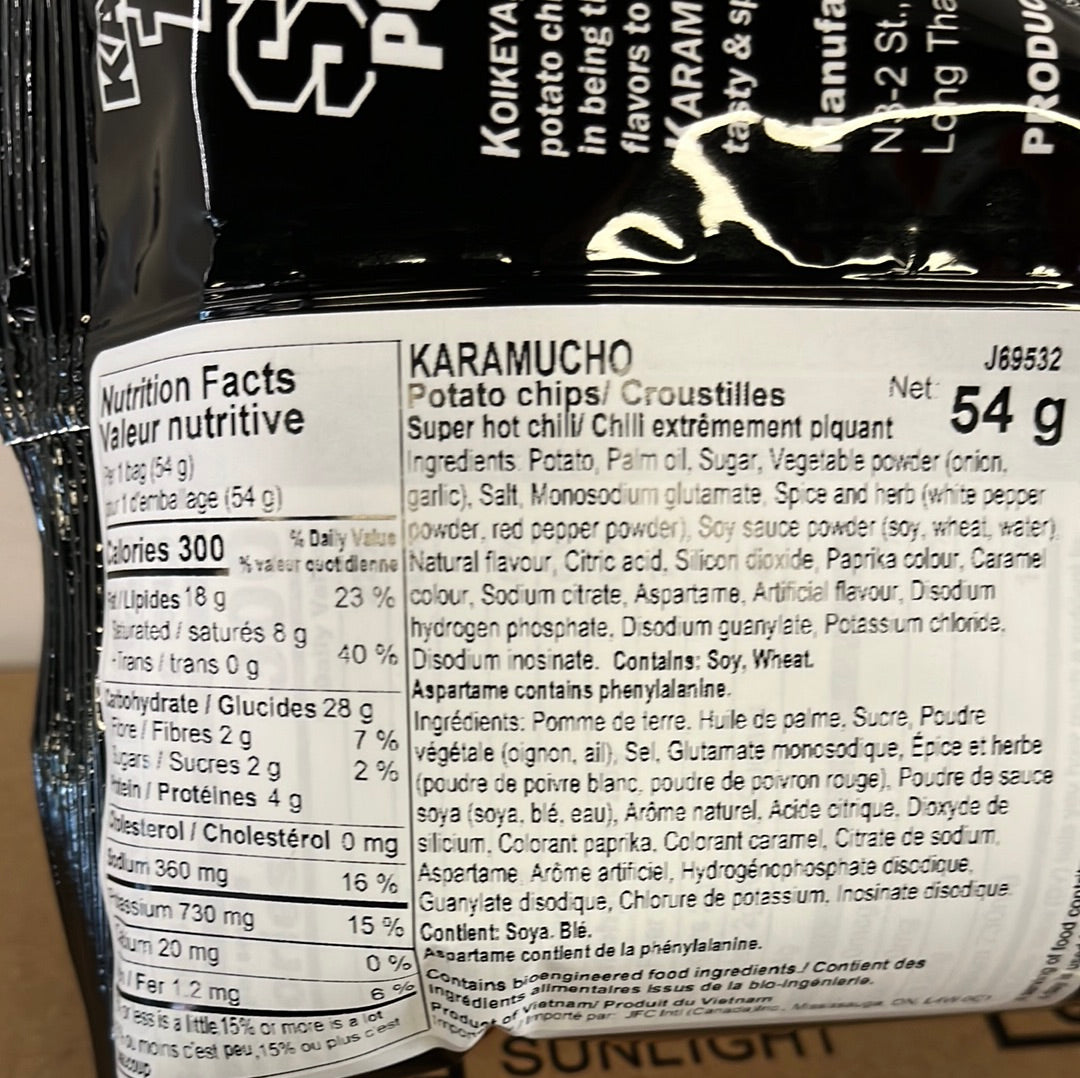 KOIKEYA
potato
in being
flavors to
KARAM
tasty &
N3-2 St.,
Long Tha
PRODUC
Nutrition Facts
Valeur nutritive
Per 1 bag (54 g)
pour 1 d'emballage (54 g)
Calories 300
% Daily Value
% valeur quotidienne
Fat / Lipides 18 g 23 %
Saturated / saturés 8 g
+Trans / trans 0 g 40 %
Carbohydrate / Glucides 28 g
Fibre / Fibres 2 g 7 %
Sugars / Sucres 2 g 2 %
Protein / Protéines 4 g
Cholesterol / Cholestérol 0 mg
Sodium 360 mg 16 %
Potassium 730 mg 15 %
Calcium 20 mg 0 %
Iron / Fer 1.2 mg 6 %
or less is a little 15% or more is a lot
ou moins c'est peu, 15% ou plus c'est
beaucoup
KARAMUCHO
J69532
Potato chips/ Croustilles
Net: 54 g
Super hot chilli/ Chili extrêmement piquant
Ingredients: Potato, Palm oil, Sugar, Vegetable powder (onion,
garlic), Salt, Monosodium glutamate, Spice and herb (white pepper
powder, red pepper powder), Soy sauce powder (soy, wheat, water),
Natural flavour, Citric acid, Silicon dioxide, Paprika colour, Caramel
colour, Sodium citrate, Aspartame, Artificial flavour, Disodium
hydrogen phosphate, Disodium guanylate, Potassium chloride,
Disodium inosinate. Contains: Soy, Wheat.
Aspartame contains phenylalanine.
Ingrédients: Pomme de terre, Huile de palme, Sucre, Poudre
végétale (oignon, ail), Sel, Glutamate monosodique, Épice et herbe
(poudre de poivre blanc, poudre de poivron rouge), Poudre de sauce
soya (soya, blé, eau), Arôme naturel, Acide citrique, Dioxyde de
silicium, Colorant paprika, Colorant caramel, Citrate de sodium,
Aspartame, Arôme artificiel, Hydrogénophosphate disodique,
Guanylate disodique, Chlorure de potassium, Inosinate disodique.
Contient: Soya, Blé.
Aspartame contient de la phénylalanine.
Contains bioengineered food ingredients./ Contient des
ingrédients alimentaires issus de la bio-ingénierie.
Product of Vietnam/ Produit du Vietnam
importé par: JFC Intl (Canada) Inc.
SUNLIGHT